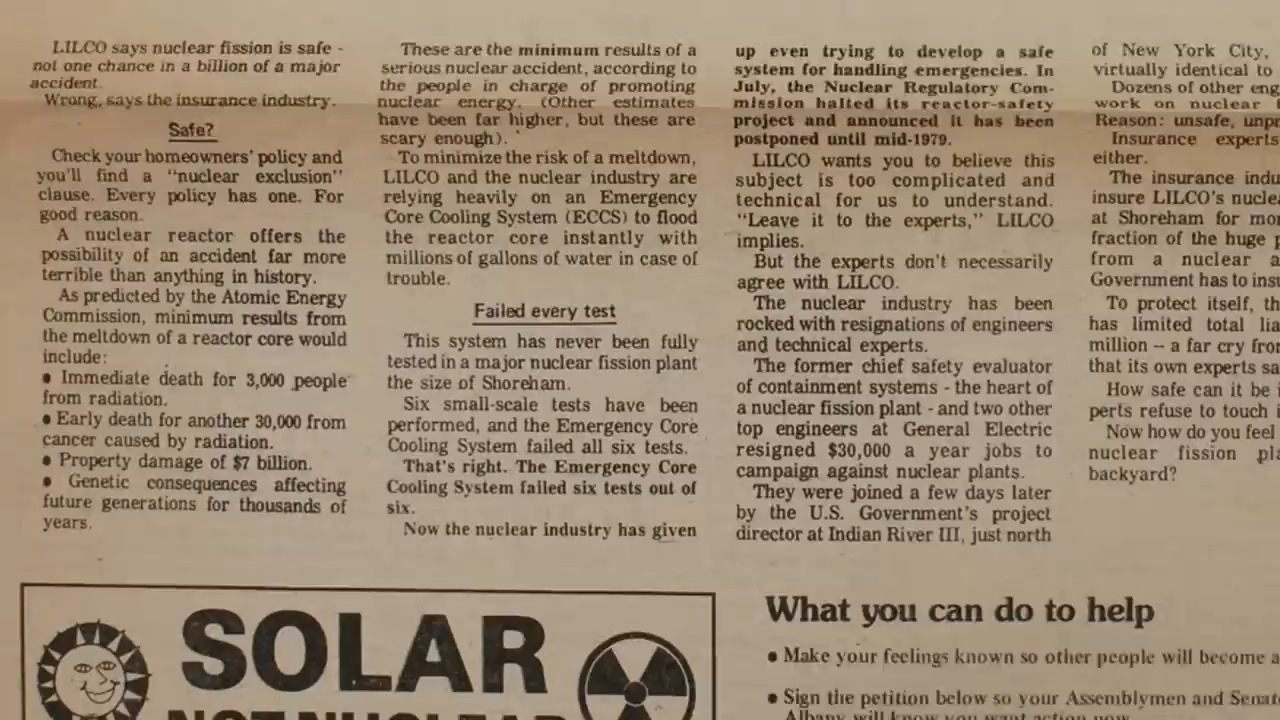 LILCO says nuclear fission is safe -
not one chance in a billion of a major
accident.
Wrong, says the insurance industry.
Safe?
Check your homeowners' policy and
you'll find a "nuclear exclusion"
clause. Every policy has one. For
good reason.
A nuclear reactor offers the
possibility of an accident far more
terrible than anything in history.
As predicted by the Atomic Energy
Commission, minimum results from
the meltdown of a reactor core would
include:
• Immediate death for 3,000 people
from radiation.
• Early death for another 30,000 from
cancer caused by radiation.
• Property damage of $7 billion.
• Genetic consequences affecting
future generations for thousands of
years.
These are the minimum results of a
serious nuclear accident, according to
the people in charge of promoting
nuclear energy. (Other estimates
have been far higher, but these are
scary enough).
To minimize the risk of a meltdown,
LILCO and the nuclear industry are
relying heavily on an Emergency
Core Cooling System (ECCS) to flood
the reactor core instantly with
millions of gallons of water in case of
trouble.
Failed every test
This system has never been fully
tested in a major nuclear fission plant
the size of Shoreham.
Six small-scale tests have been
performed, and the Emergency Core
Cooling System failed all six tests.
That's right. The Emergency Core
Cooling System failed six tests out of
six.
Now the nuclear industry has given
up even trying to develop a safe
system for handling emergencies. In
July, the Nuclear Regulatory Com-
mission halted its reactor-safety
project and announced it has been
postponed until mid-1979.
LILCO wants you to believe this
subject is too complicated and
technical for us to understand.
"Leave it to the experts," LILCO
implies.
But the experts don't necessarily
agree with LILCO.
The nuclear industry has been
rocked with resignations of engineers
and technical experts.
The former chief safety evaluator
of containment systems - the heart of
a nuclear fission plant - and two other
top engineers at General Electric
resigned $30,000 a year jobs to
campaign against nuclear plants.
They were joined a few days later
by the U.S. Government's project
director at Indian River III, just north
of New York City,
virtually identical to
Dozens of other eng
work on nuclear
Reason: unsafe, unpr
Insurance experts
either.
The insurance indu
insure LILCO's nucle
at Shoreham for mor
fraction of the huge
from a nuclear a
Government has to insu
To protect itself, th
has limited total lia
million -- a far cry fro
that its own experts sa
How safe can it be i
perts refuse to touch i
Now how do you feel
nuclear fission pla
backyard?
SOLAR
NOT NUCLEAR
What you can do to help
• Make your feelings known so other people will become a
• Sign the petition below so your Assemblymen and Senat
Albany will know you want action now